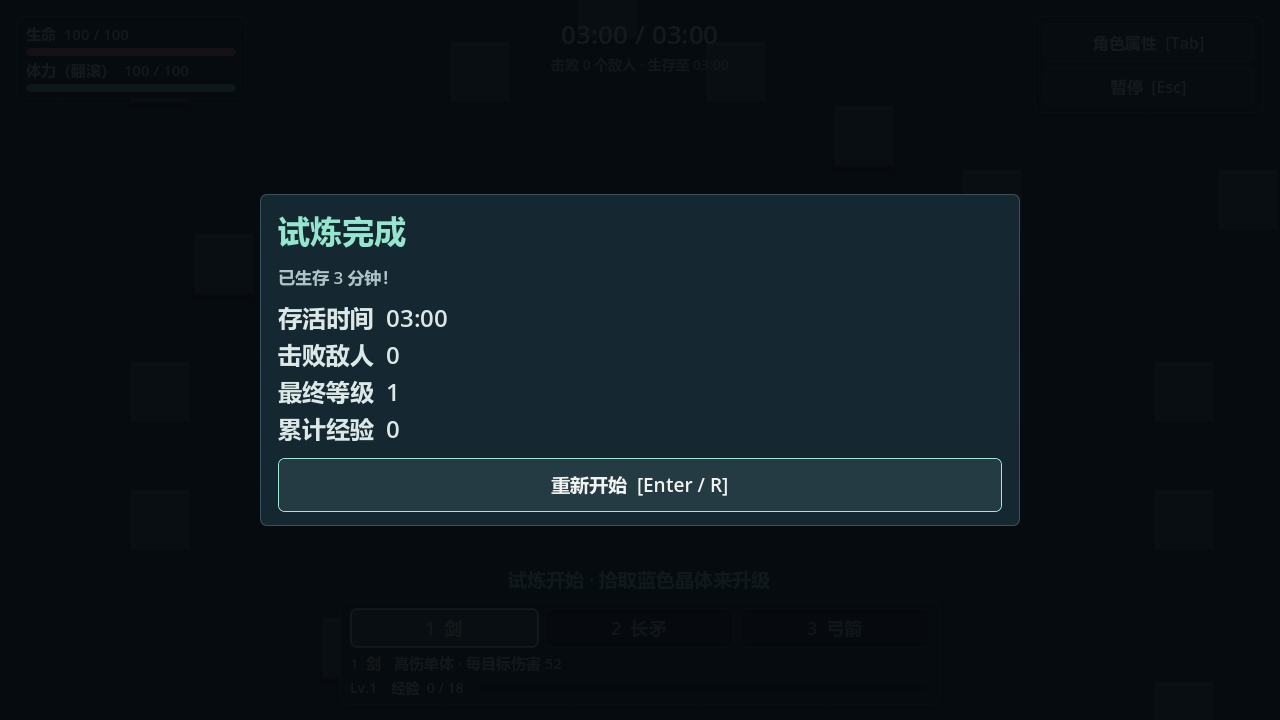 生命 100 / 100
体力（翻滚） 100 / 100
03:00 / 03:00
击败 0 个敌人 · 生存至 03:00
角色属性 [Tab]
暂停 [Esc]
试炼完成
已生存 3 分钟！
存活时间 03:00
击败敌人 0
最终等级 1
累计经验 0
重新开始 [Enter / R]
试炼开始 · 拾取蓝色晶体来升级
1 剑
2 长矛
3 弓箭
1 剑 高伤单体 · 每目标伤害 52
Lv.1 经验 0 / 18